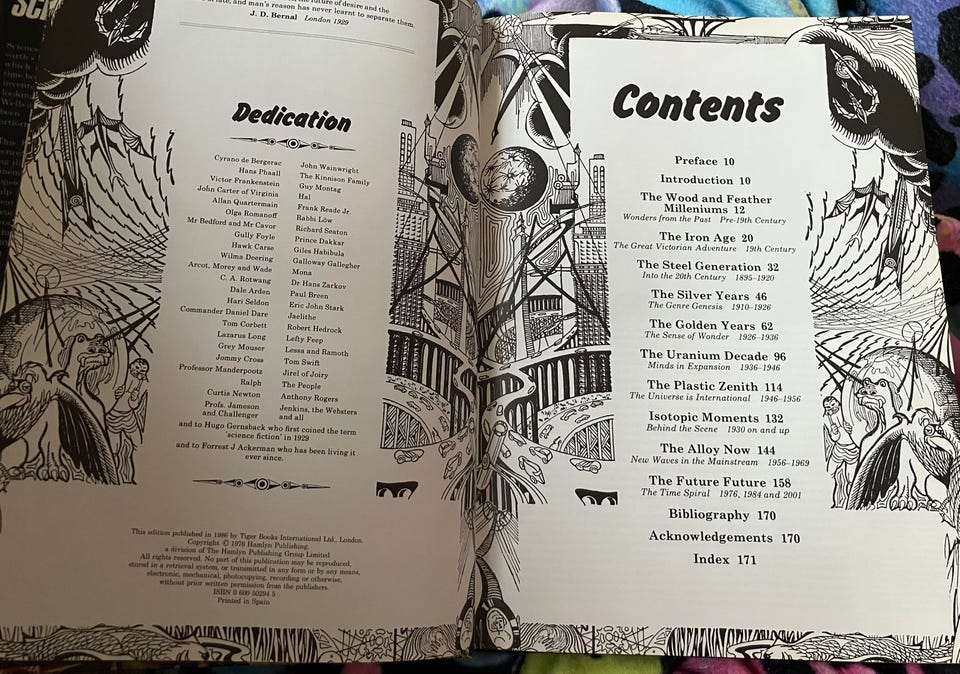 SCI
the future of desire and the
of fate, and man's reason has never learnt to separate them.
J. D. Bernal London 1929
Dedication
Cyrano de Bergerac
Hans Phaall
Victor Frankenstein
John Carter of Virginia
Allan Quartermain
Olga Romanoff
Mr Bedford and Mr Cavor
Gully Foyle
Hawk Carse
Wilma Deering
Arcot, Morey and Wade
C. A. Rotwang
Dale Arden
Hari Seldon
Commander Daniel Dare
Tom Corbett
Lazarus Long
Grey Mouser
Jommy Cross
Professor Manderpootz
Ralph
Curtis Newton
Profs. Jameson
and Challenger
John Wainwright
The Kinnison Family
Guy Montag
Hal
Frank Reade Jr.
Rabbi Löw
Richard Seaton
Prince Dakkar
Giles Habibula
Galloway Gallegher
Mona
Dr Hans Zarkov
Paul Breen
Eric John Stark
Jaelithe
Robert Hedrock
Lefty Feep
Lessa and Ramoth
Tom Swift
Jirel of Joiry
The People
Anthony Rogers
Jenkins, the Websters
and all
and to Hugo Gernsback who first coined the term
'science fiction' in 1929
and to Forrest J Ackerman who has been living it
ever since.
This edition published in 1986 by Tiger Books International Ltd., London.
Copyright © 1976 Hamlyn Publishing,
a division of The Hamlyn Publishing Group Limited
All rights reserved. No part of this publication may be reproduced,
stored in a retrieval system, or transmitted in any form or by any means,
electronic, mechanical, photocopying, recording or otherwise,
without prior written permission from the publishers.
ISBN 0 600 50294 5
Printed in Spain
Contents
Preface 10
Introduction 10
The Wood and Feather
Milleniums 12
Wonders from the Past Pre-19th Century
The Iron Age 20
The Great Victorian Adventure 19th Century
The Steel Generation 32
Into the 20th Century 1895–1920
The Silver Years 46
The Genre Genesis 1910–1926
The Golden Years 62
The Sense of Wonder 1926–1936
The Uranium Decade 96
Minds in Expansion 1936–1946
The Plastic Zenith 114
The Universe is International 1946–1956
Isotopic Moments 132
Behind the Scene 1930 on and up
The Alloy Now 144
New Waves in the Mainstream 1956–1969
The Future Future 158
The Time Spiral 1976, 1984 and 2001
Bibliography 170
Acknowledgements 170
Index 171